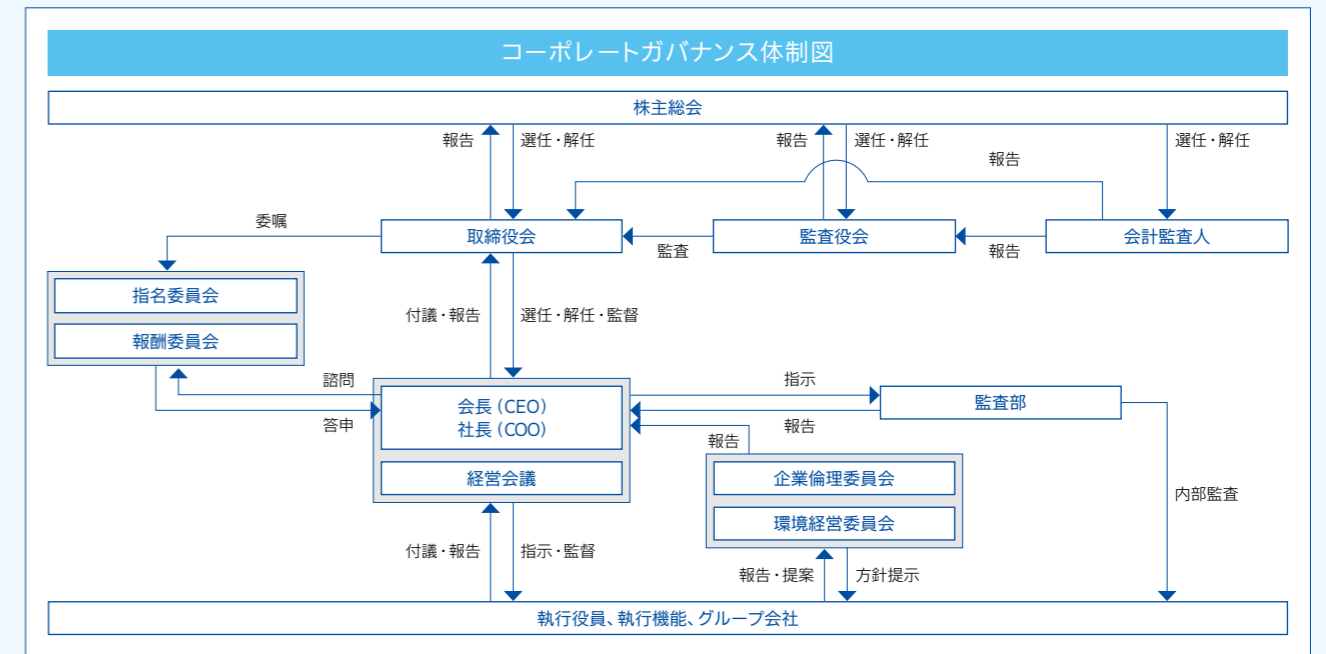 コーポレートガバナンス体制図
株主総会
報告
選任・解任
報告
選任・解任
選任・解任
報告
委嘱
取締役会
監査
監査役会
報告
会計監査人
指名委員会
報酬委員会
付議・報告
選任・解任・監督
諮問
答申
会長(CEO)
社長(COO)
経営会議
指示
報告
監査部
報告
企業倫理委員会
環境経営委員会
内部監査
付議・報告
指示・監督
報告・提案
方針提示
執行役員、執行機能、グループ会社